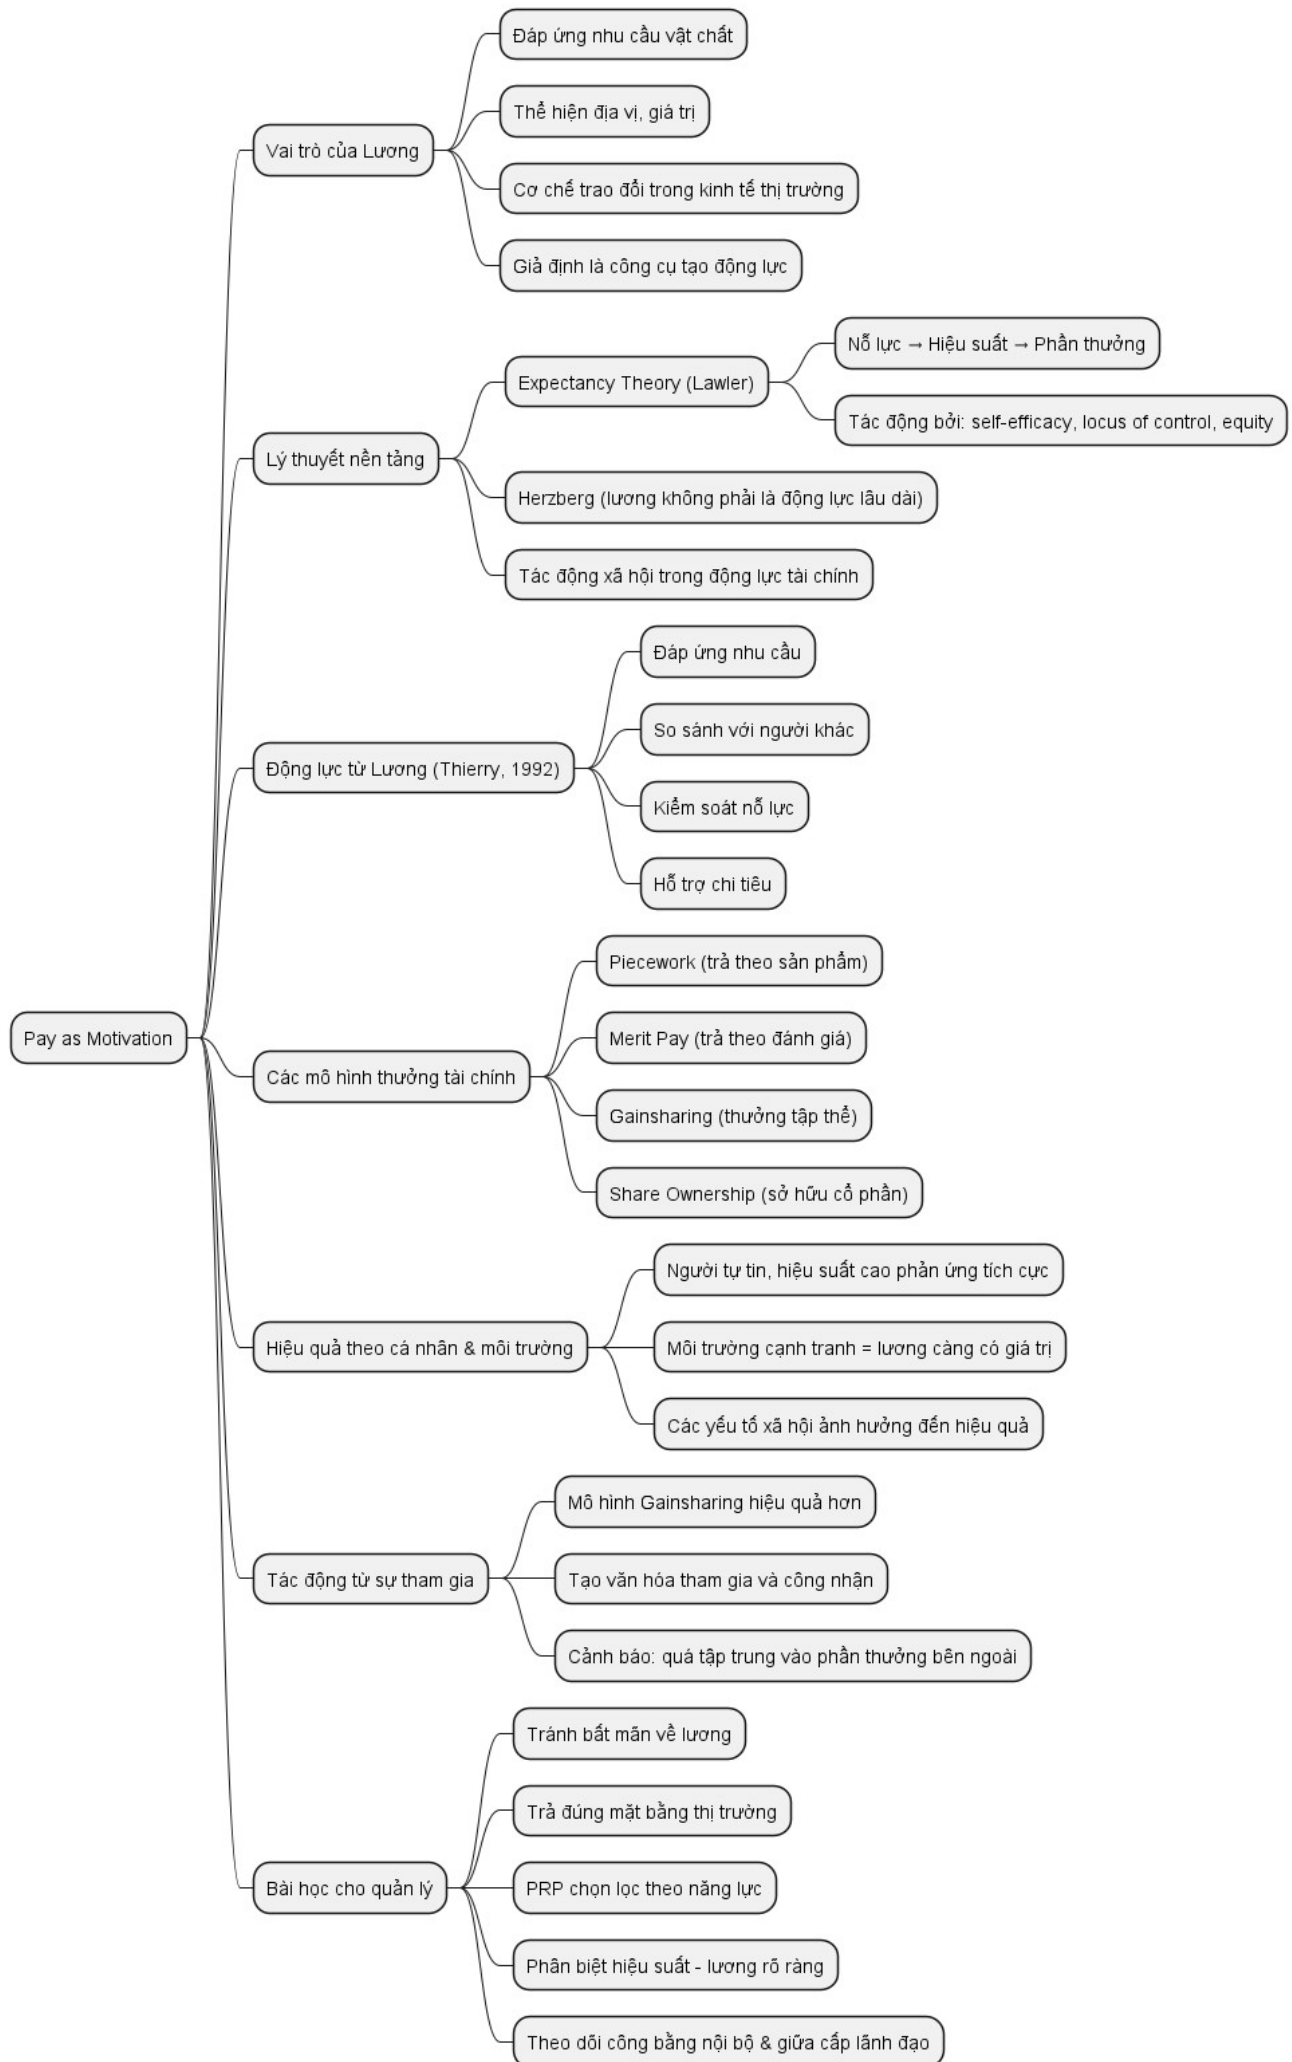 Pay as Motivation
Vai trò của Lương
Đáp ứng nhu cầu vật chất
Thể hiện địa vị, giá trị
Cơ chế trao đổi trong kinh tế thị trường
Giả định là công cụ tạo động lực
Lý thuyết nền tảng
Expectancy Theory (Lawler)
Nỗ lực → Hiệu suất → Phần thưởng
Tác động bởi: self-efficacy, locus of control, equity
Herzberg (lương không phải là động lực lâu dài)
Tác động xã hội trong động lực tài chính
Động lực từ Lương (Thierry, 1992)
Đáp ứng nhu cầu
So sánh với người khác
Kiểm soát nỗ lực
Hỗ trợ chi tiêu
Các mô hình thưởng tài chính
Piecework (trả theo sản phẩm)
Merit Pay (trả theo đánh giá)
Gainsharing (thưởng tập thể)
Share Ownership (sở hữu cổ phần)
Hiệu quả theo cá nhân & môi trường
Người tự tin, hiệu suất cao phản ứng tích cực
Môi trường cạnh tranh = lương càng có giá trị
Các yếu tố xã hội ảnh hưởng đến hiệu quả
Tác động từ sự tham gia
Mô hình Gainsharing hiệu quả hơn
Tạo văn hóa tham gia và công nhận
Cảnh báo: quá tập trung vào phần thưởng bên ngoài
Bài học cho quản lý
Tránh bất mãn về lương
Trả đúng mặt bằng thị trường
PRP chọn lọc theo năng lực
Phân biệt hiệu suất - lương rõ ràng
Theo dõi công bằng nội bộ & giữa cấp lãnh đạo